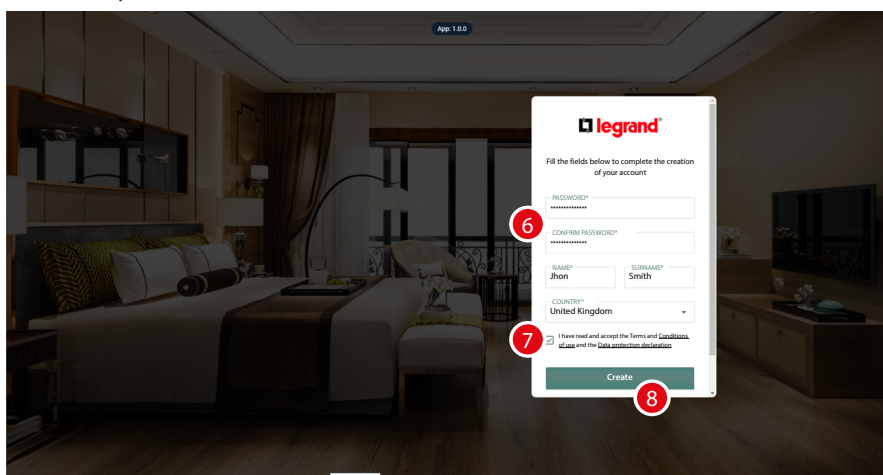 App: 1.0.0
legrand®
Fill the fields below to complete the creation
of your account
PASSWORD*
••••••••••••••
6
CONFIRM PASSWORD*
••••••••••••••
NAME*
Jhon
SURNAME*
Smith
COUNTRY*
United Kingdom
7
I have read and accept the Terms and Conditions
of use and the Data protection declaration
Create
8